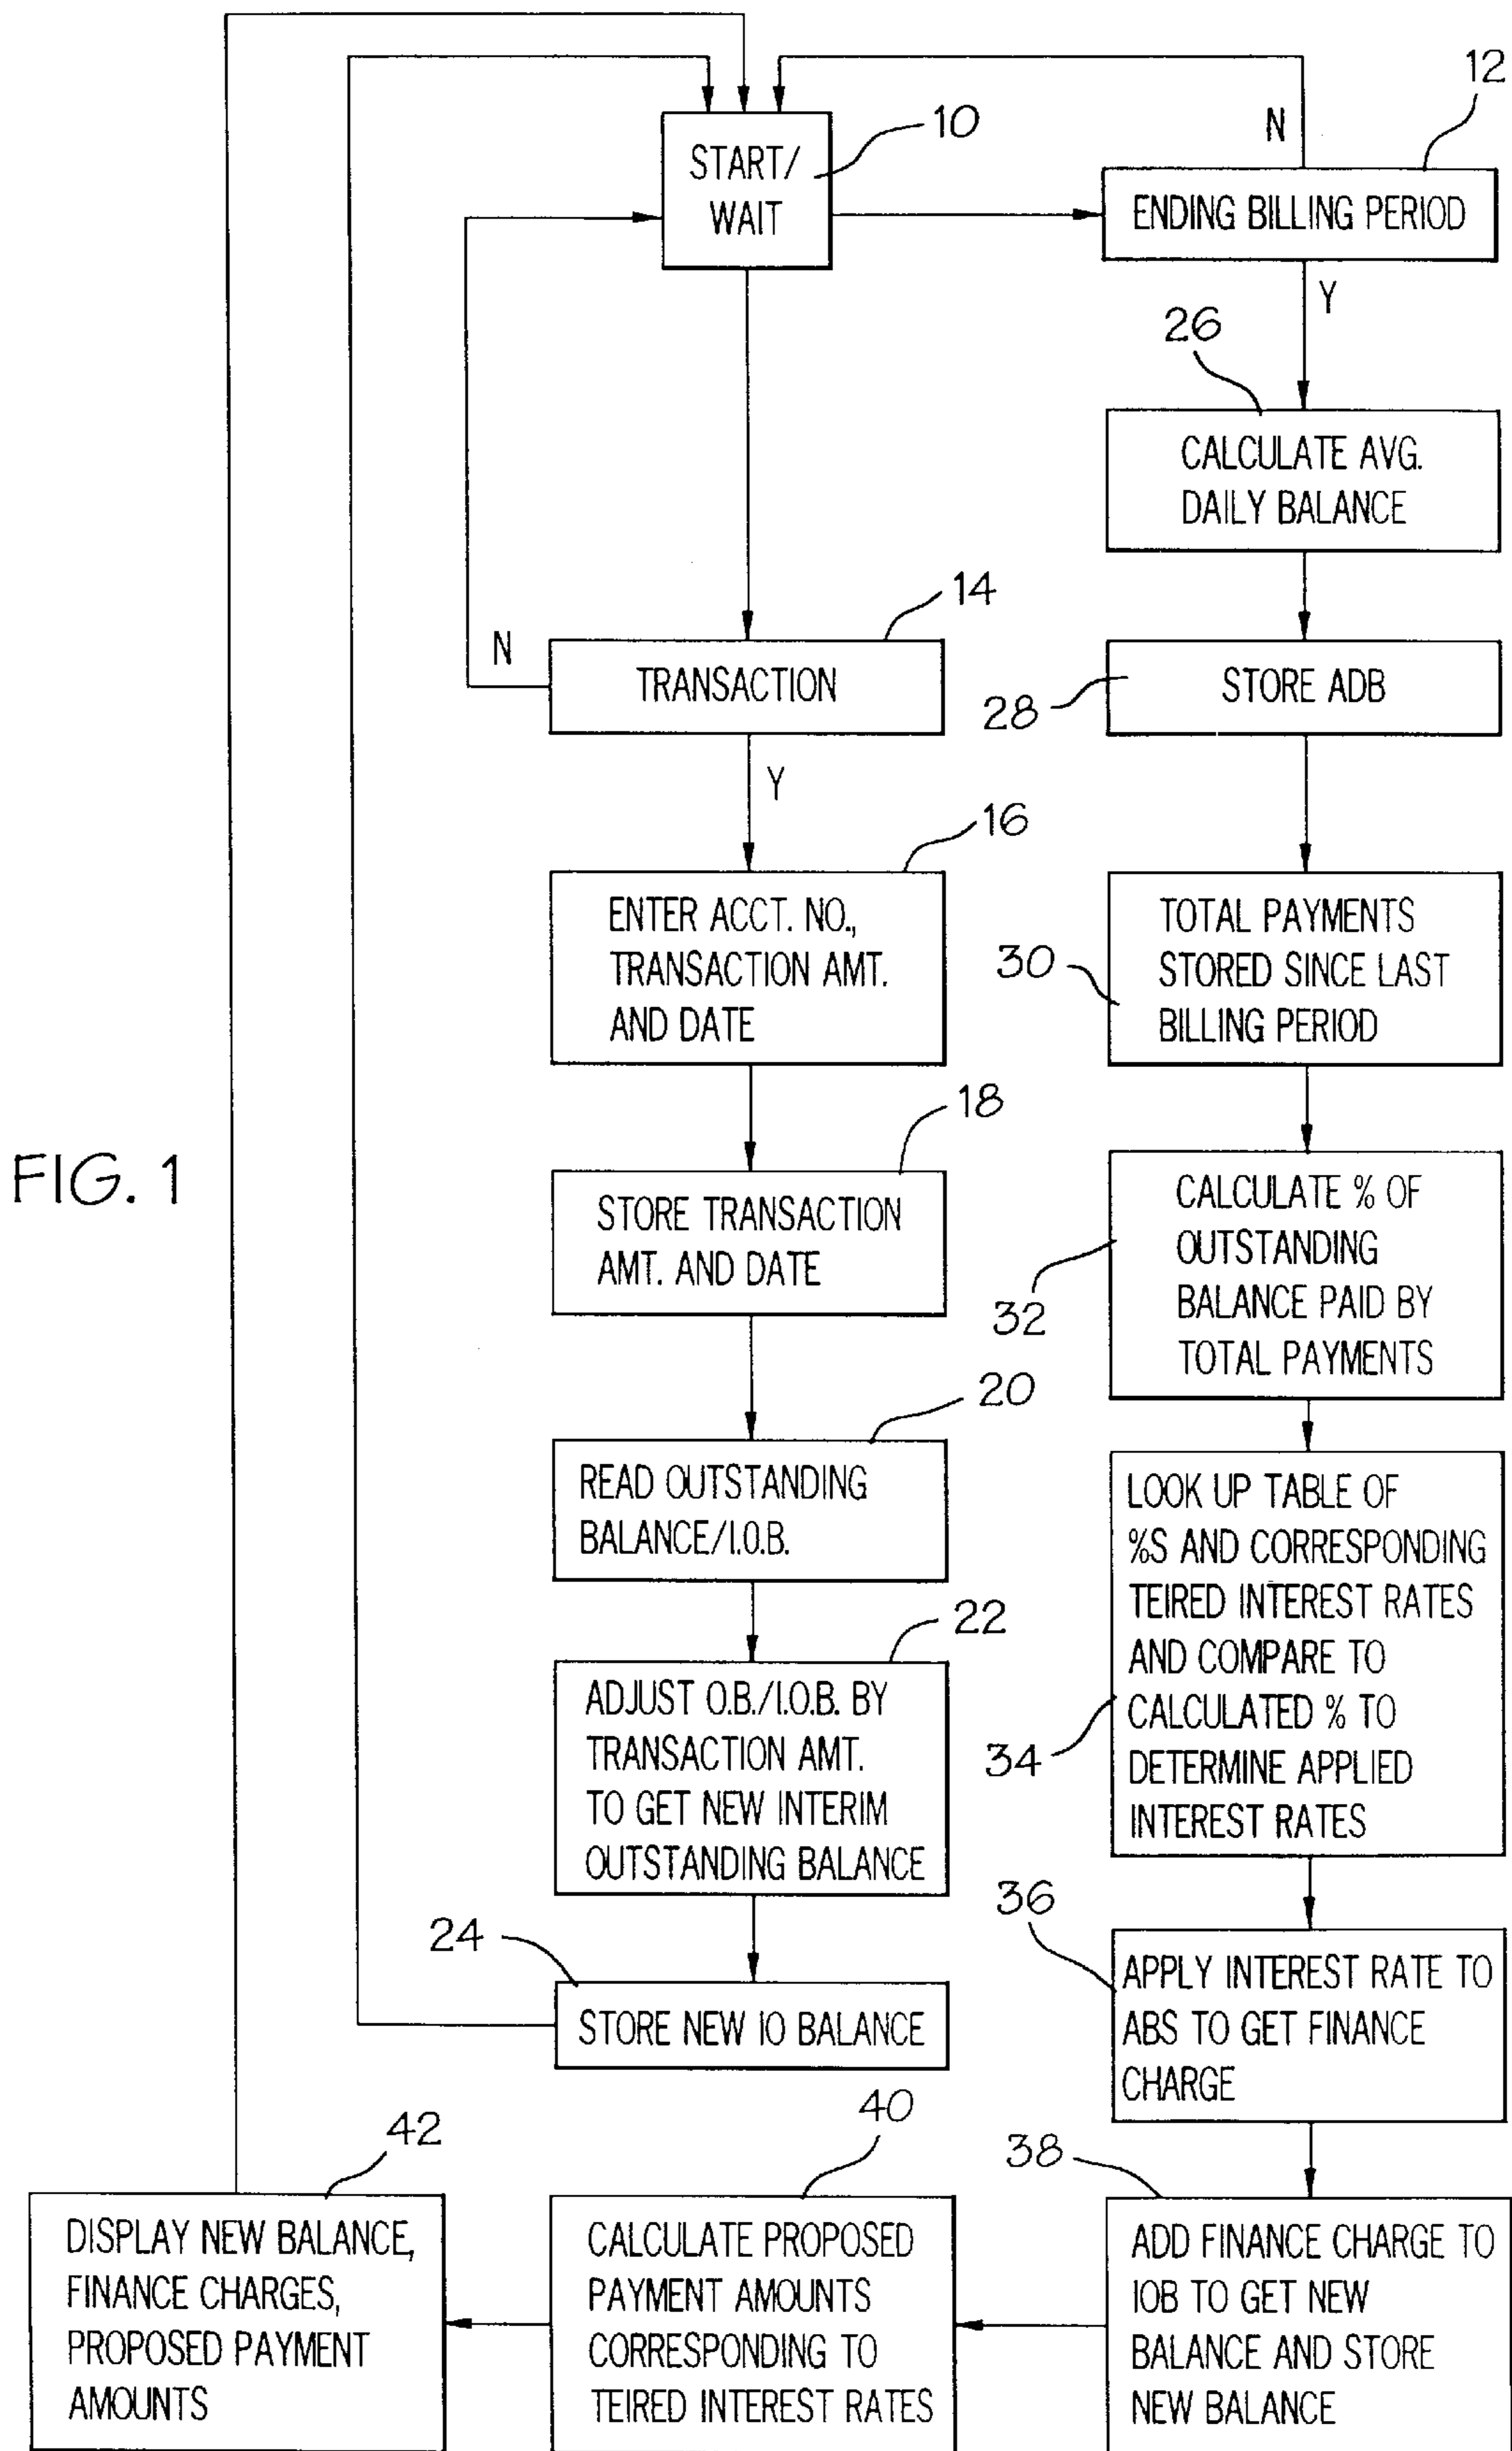 12
10
N
START/
WAIT
ENDING BILLING PERIOD
Y
26
CALCULATE AVG.
DAILY BALANCE
14
N
TRANSACTION
STORE ADB
28
Y
16
ENTER ACCT. NO.,
TRANSACTION AMT.
AND DATE
TOTAL PAYMENTS
STORED SINCE LAST
BILLING PERIOD
30
18
FIG. 1
STORE TRANSACTION
AMT. AND DATE
CALCULATE % OF
OUTSTANDING
BALANCE PAID BY
TOTAL PAYMENTS
32
20
READ OUTSTANDING
BALANCE/I.O.B.
LOOK UP TABLE OF
%S AND CORRESPONDING
TEIRED INTEREST RATES
AND COMPARE TO
CALCULATED % TO
DETERMINE APPLIED
INTEREST RATES
34
22
ADJUST O.B./I.O.B. BY
TRANSACTION AMT.
TO GET NEW INTERIM
OUTSTANDING BALANCE
36
24
STORE NEW IO BALANCE
APPLY INTEREST RATE TO
ABS TO GET FINANCE
CHARGE
42
40
38
DISPLAY NEW BALANCE,
FINANCE CHARGES,
PROPOSED PAYMENT
AMOUNTS
CALCULATE PROPOSED
PAYMENT AMOUNTS
CORRESPONDING TO
TEIRED INTEREST RATES
ADD FINANCE CHARGE TO
IOB TO GET NEW
BALANCE AND STORE
NEW BALANCE